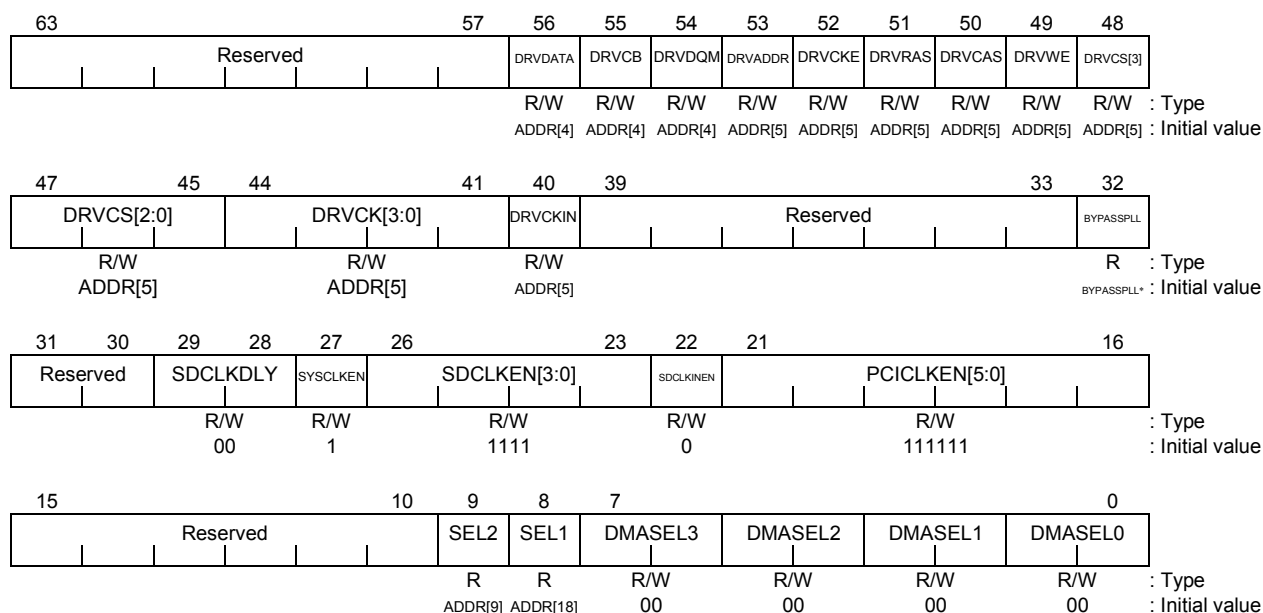 63 57 56 55 54 53 52 51 50 49 48
Reserved DRVDATA DRVCB DRVDQM DRVADDR DRVCKE DRVRAS DRVCAS DRVWE DRVCS[3]
R/W R/W R/W R/W R/W R/W R/W R/W R/W : Type
ADDR[4] ADDR[4] ADDR[4] ADDR[5] ADDR[5] ADDR[5] ADDR[5] ADDR[5] ADDR[5] : Initial value
47 45 44 41 40 39 33 32
DRVCS[2:0] DRVCK[3:0] DRVCKIN Reserved BYPASSPLL
R/W R/W R/W R : Type
ADDR[5] ADDR[5] ADDR[5] BYPASSPLL* : Initial value
31 30 29 28 27 26 23 22 21 16
Reserved SDCLKDLY SYSCLKEN SDCLKEN[3:0] SDCLKINEN PCICLKEN[5:0]
R/W R/W R/W R/W R/W : Type
00 1 1111 0 111111 : Initial value
15 10 9 8 7 0
Reserved SEL2 SEL1 DMASEL3 DMASEL2 DMASEL1 DMASEL0
R R R/W R/W R/W R/W : Type
ADDR[9] ADDR[18] 00 00 00 00 : Initial value